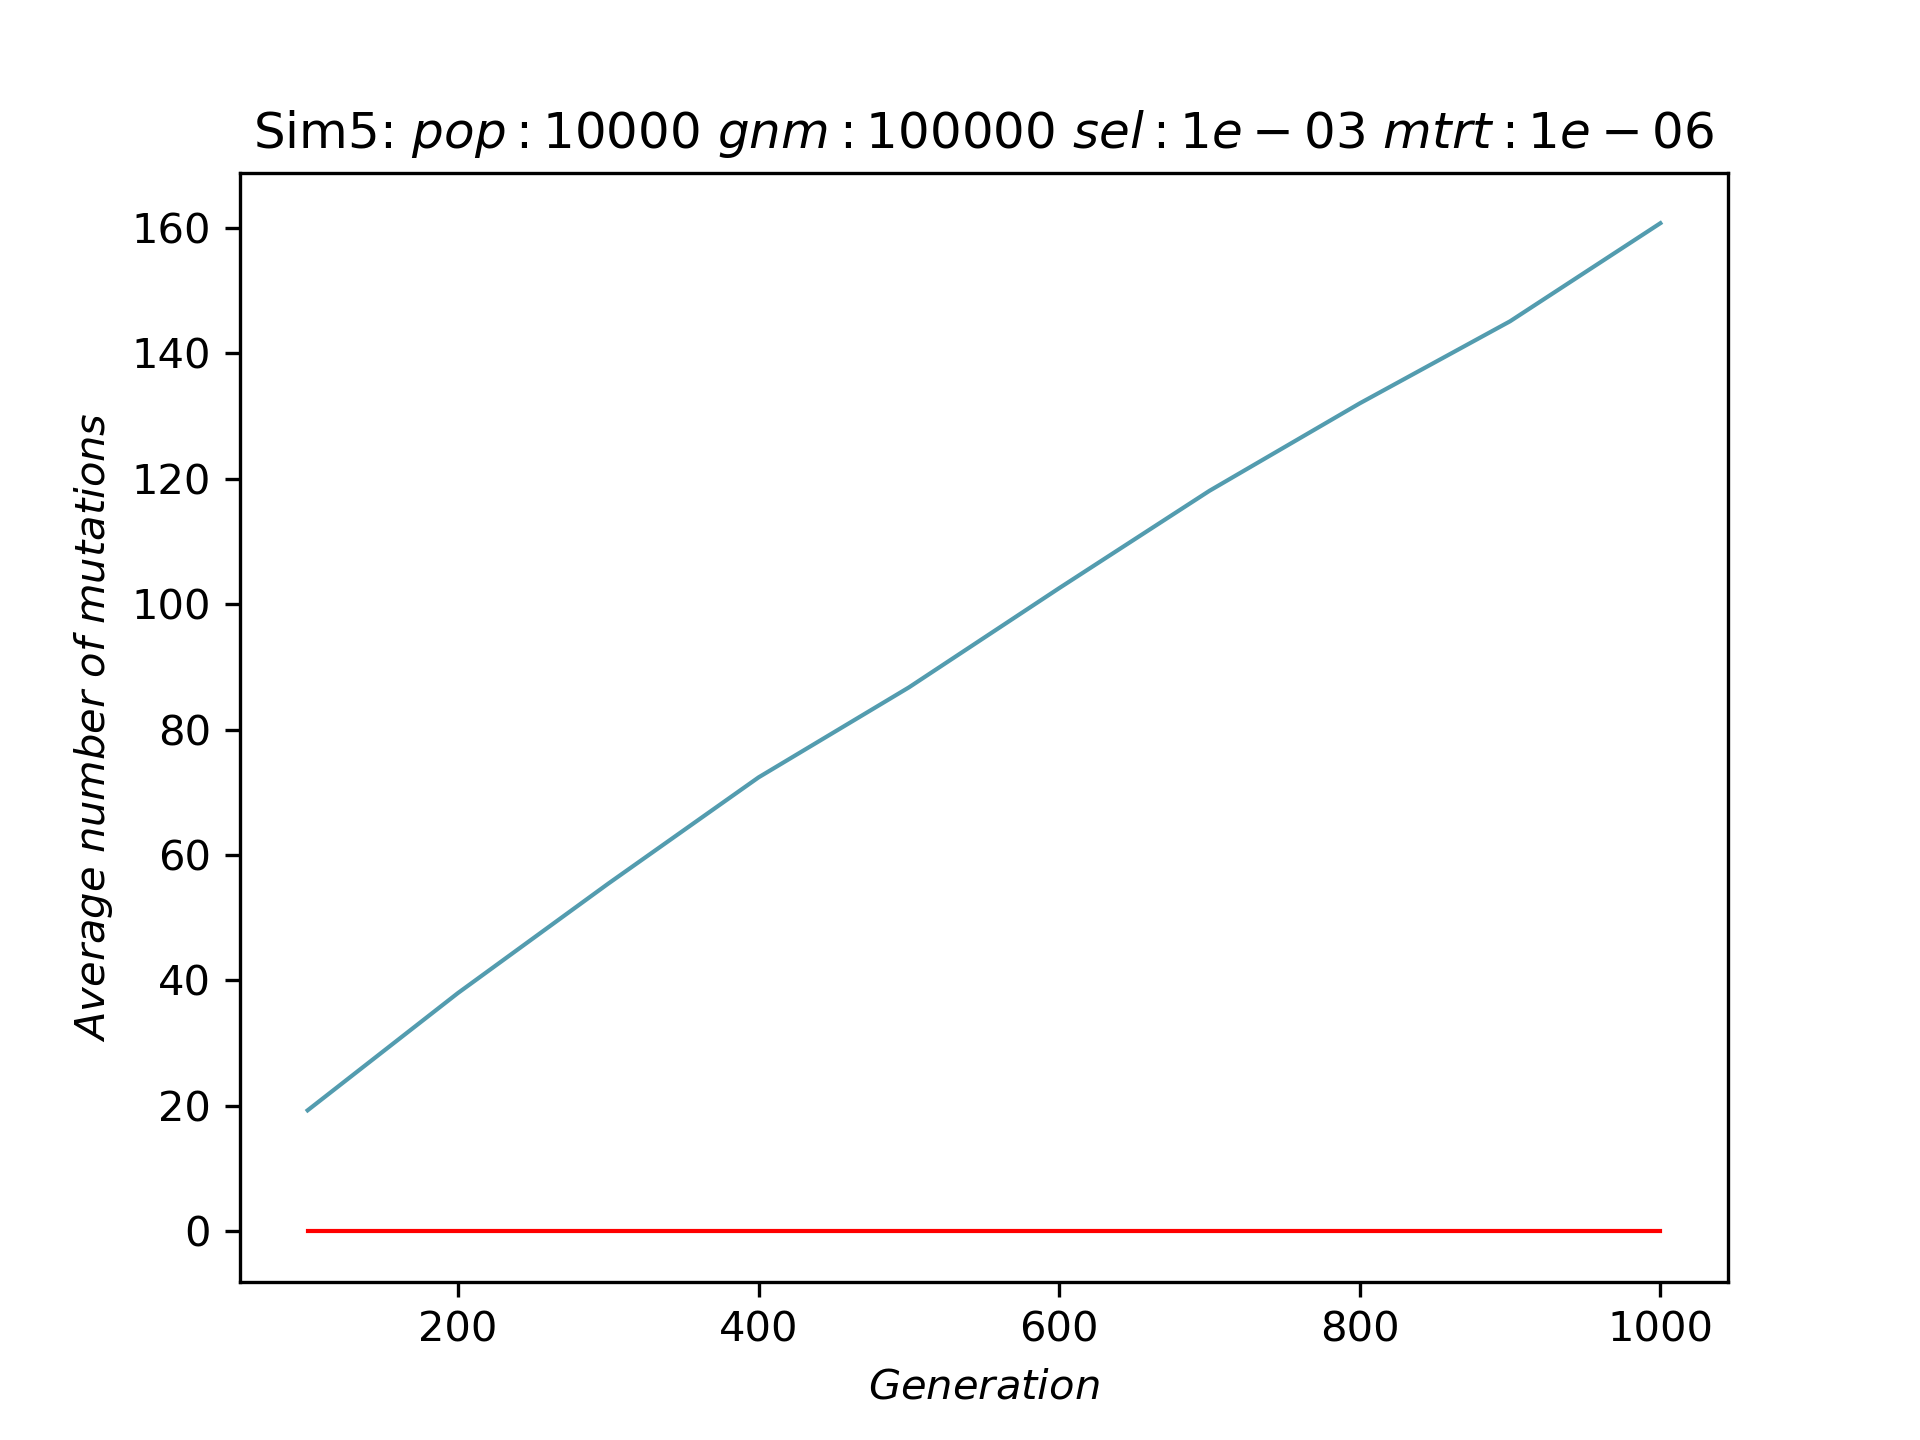 Sim5: pop : 10000 gnm : 100000 sel : 1e − 03 mtrt : 1e − 06
160
140
120
100
80
60
40
20
0
Average number of mutations
200 400 600 800 1000
Generation